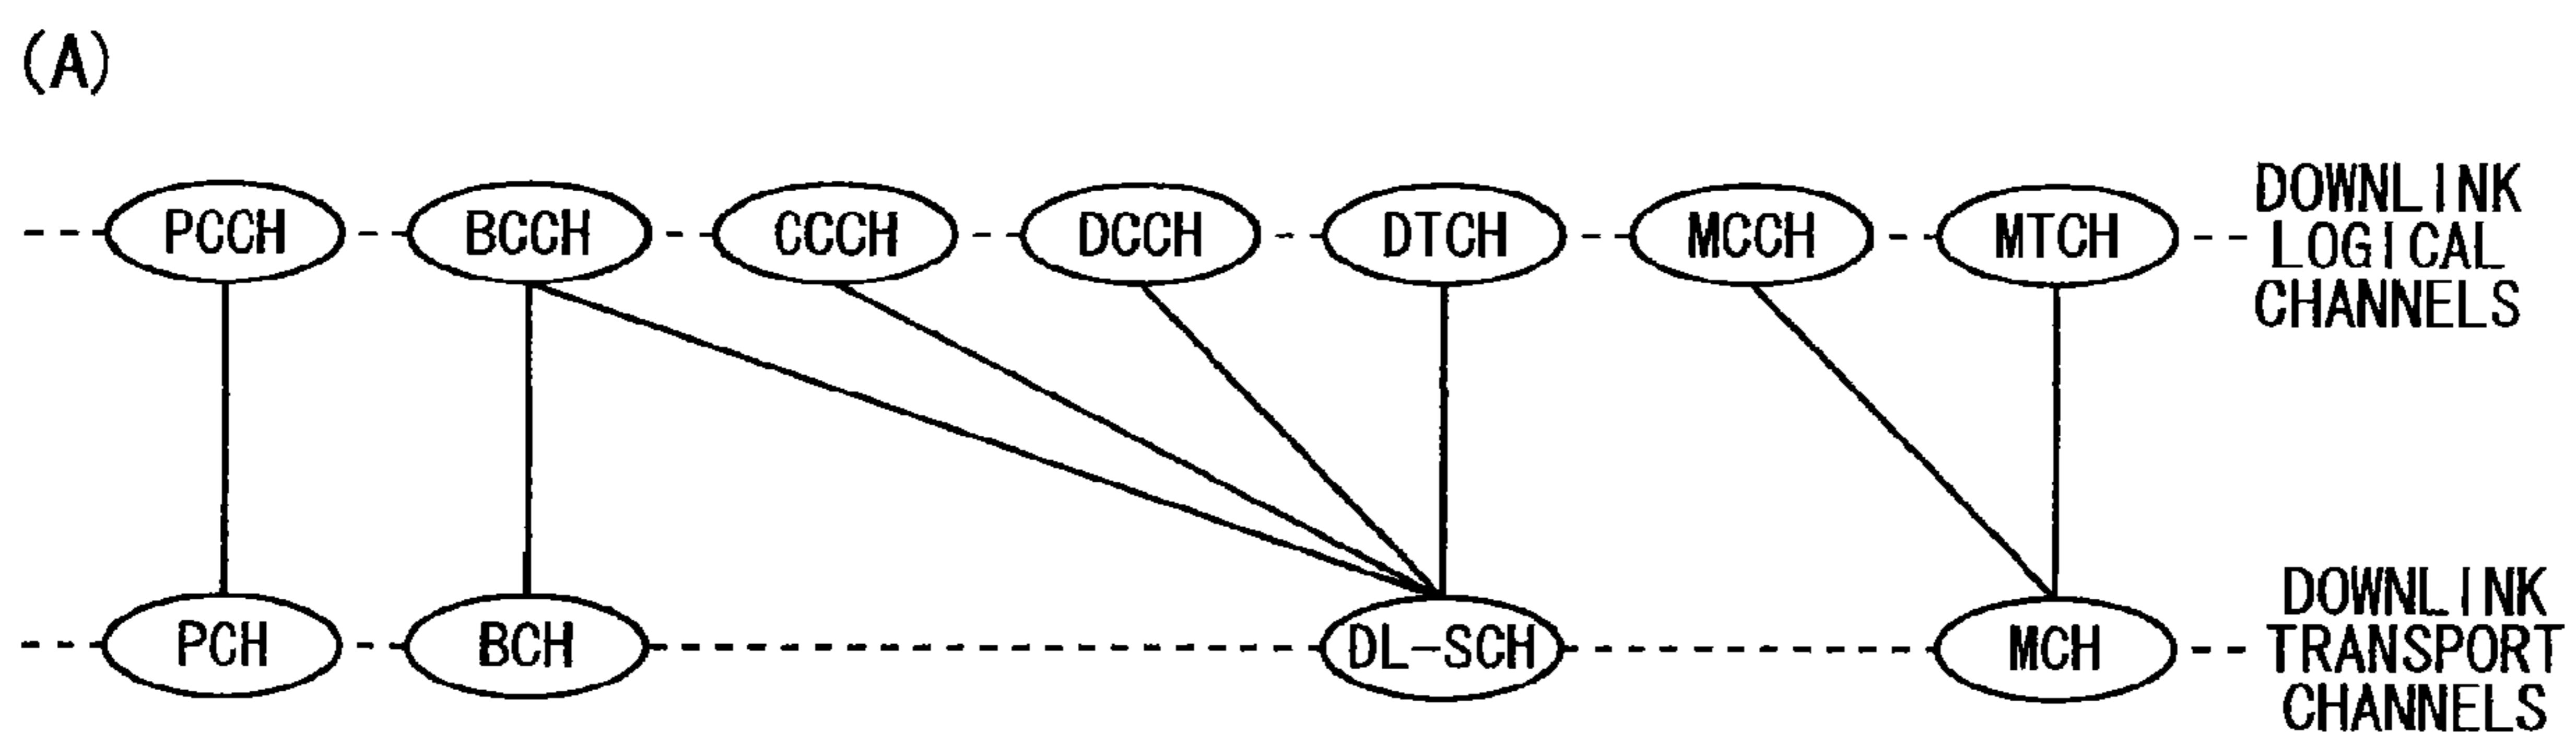 (A)
PCCH BCCH CCCH DCCH DTCH MCCH MTCH
DOWNLINK
LOGICAL
CHANNELS
PCH BCH DL-SCH MCH
DOWNLINK
TRANSPORT
CHANNELS